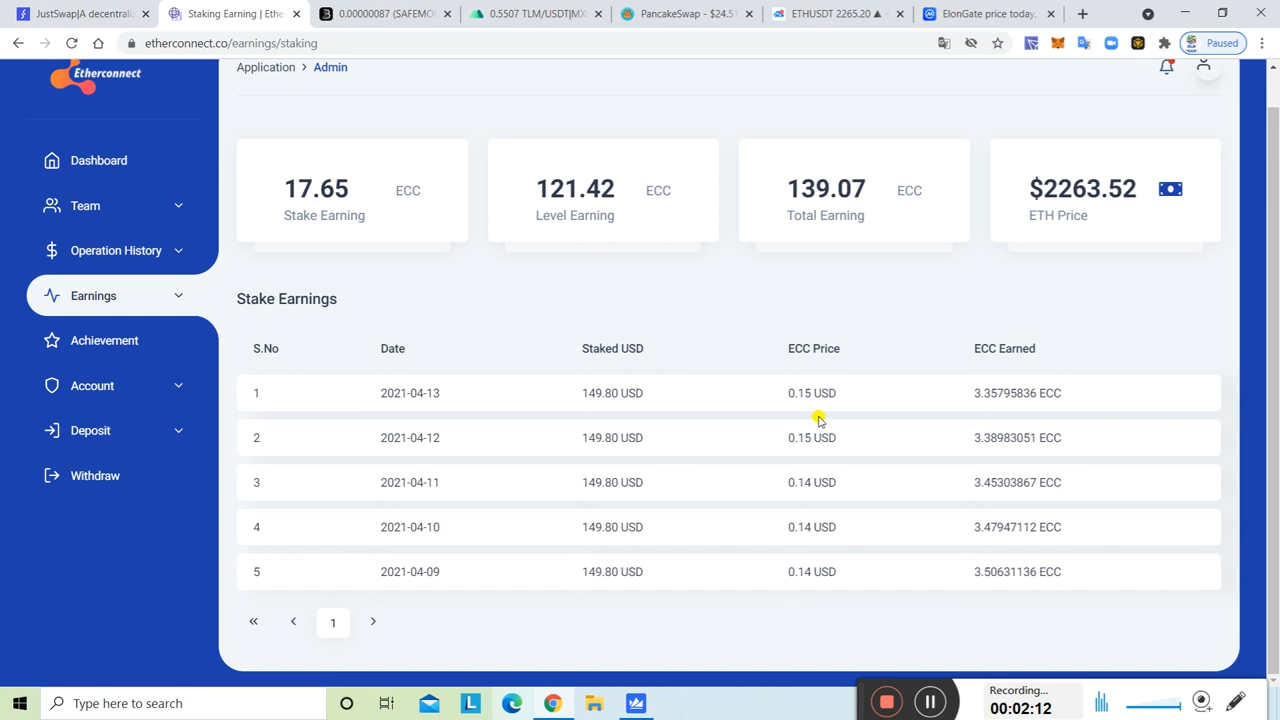 JustSwap|A decentraliz
Staking Earning | Ethe
0.00000087 (SAFEMO
0.5507 TLM/USDT|MX
PancakeSwap - $24.51
ETHUSDT 2265.20 ▲
ElonGate price today,
etherconnect.co/earnings/staking
Paused
Etherconnect
Application > Admin
Dashboard
Team
Operation History
Earnings
Achievement
Account
Deposit
Withdraw
17.65 ECC
Stake Earning
121.42 ECC
Level Earning
139.07 ECC
Total Earning
$2263.52
ETH Price
Stake Earnings
S.No Date Staked USD ECC Price ECC Earned
1 2021-04-13 149.80 USD 0.15 USD 3.35795836 ECC
2 2021-04-12 149.80 USD 0.15 USD 3.38983051 ECC
3 2021-04-11 149.80 USD 0.14 USD 3.45303867 ECC
4 2021-04-10 149.80 USD 0.14 USD 3.47947112 ECC
5 2021-04-09 149.80 USD 0.14 USD 3.50631136 ECC
« < 1 >
Type here to search
L
Recording...
00:02:12